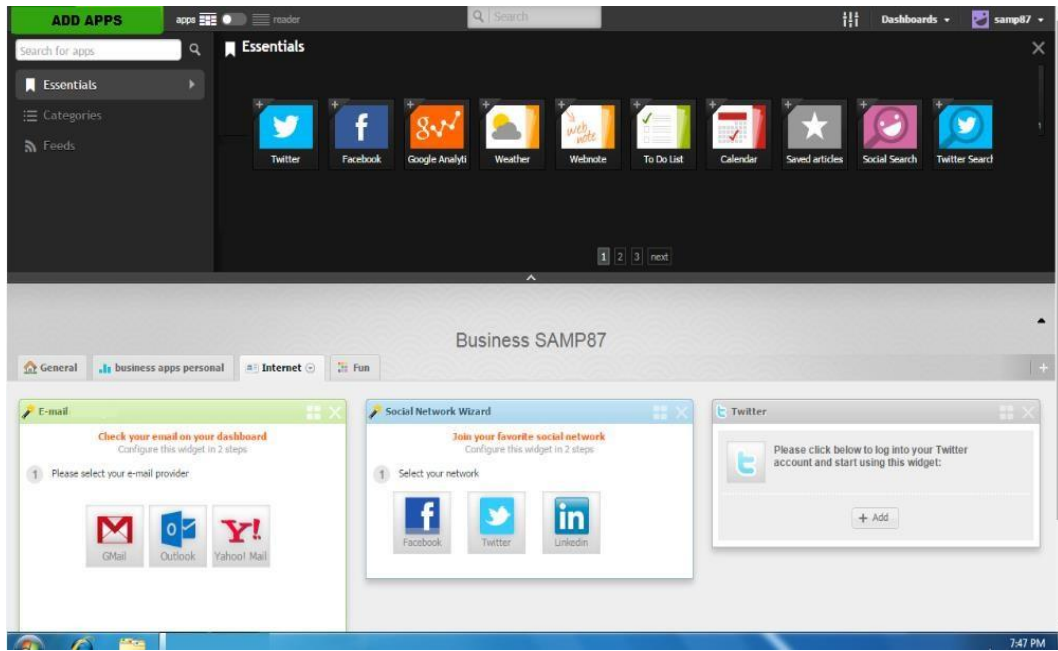 ADD APPS
apps
reader
Search
Dashboards
samp87
Search for apps
Essentials
Essentials
Categories
Feeds
Twitter
Facebook
Google Analyti
Weather
Webnote
To Do List
Calendar
Saved articles
Social Search
Twitter Search
1 2 3 next
Business SAMP87
General
business apps personal
Internet
Fun
E-mail
Check your email on your dashboard
Configure this widget in 2 steps
1 Please select your e-mail provider
GMail
Outlook
Yahoo! Mail
Social Network Wizard
Join your favorite social network
Configure this widget in 2 steps
1 Select your network
Facebook
Twitter
Linkedin
Twitter
Please click below to log into your Twitter
account and start using this widget:
+ Add
7:47 PM